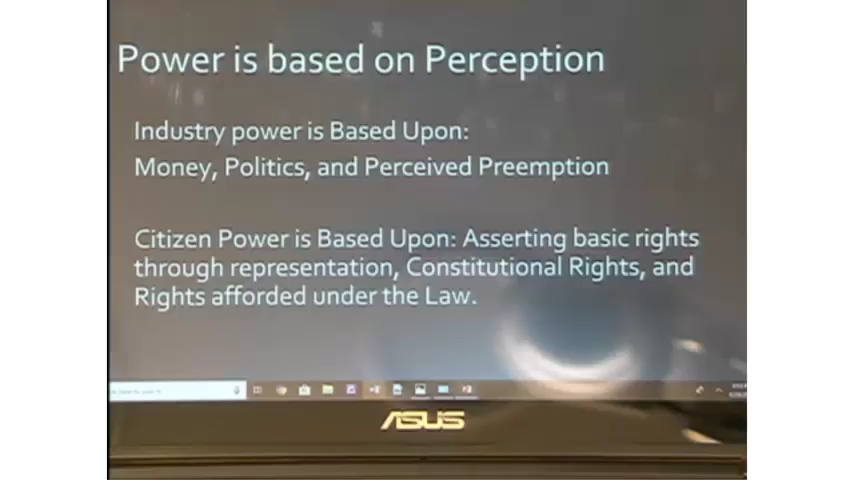 Power is based on Perception
Industry power is Based Upon:
Money, Politics, and Perceived Preemption
Citizen Power is Based Upon: Asserting basic rights
through representation, Constitutional Rights, and
Rights afforded under the Law.
ASUS